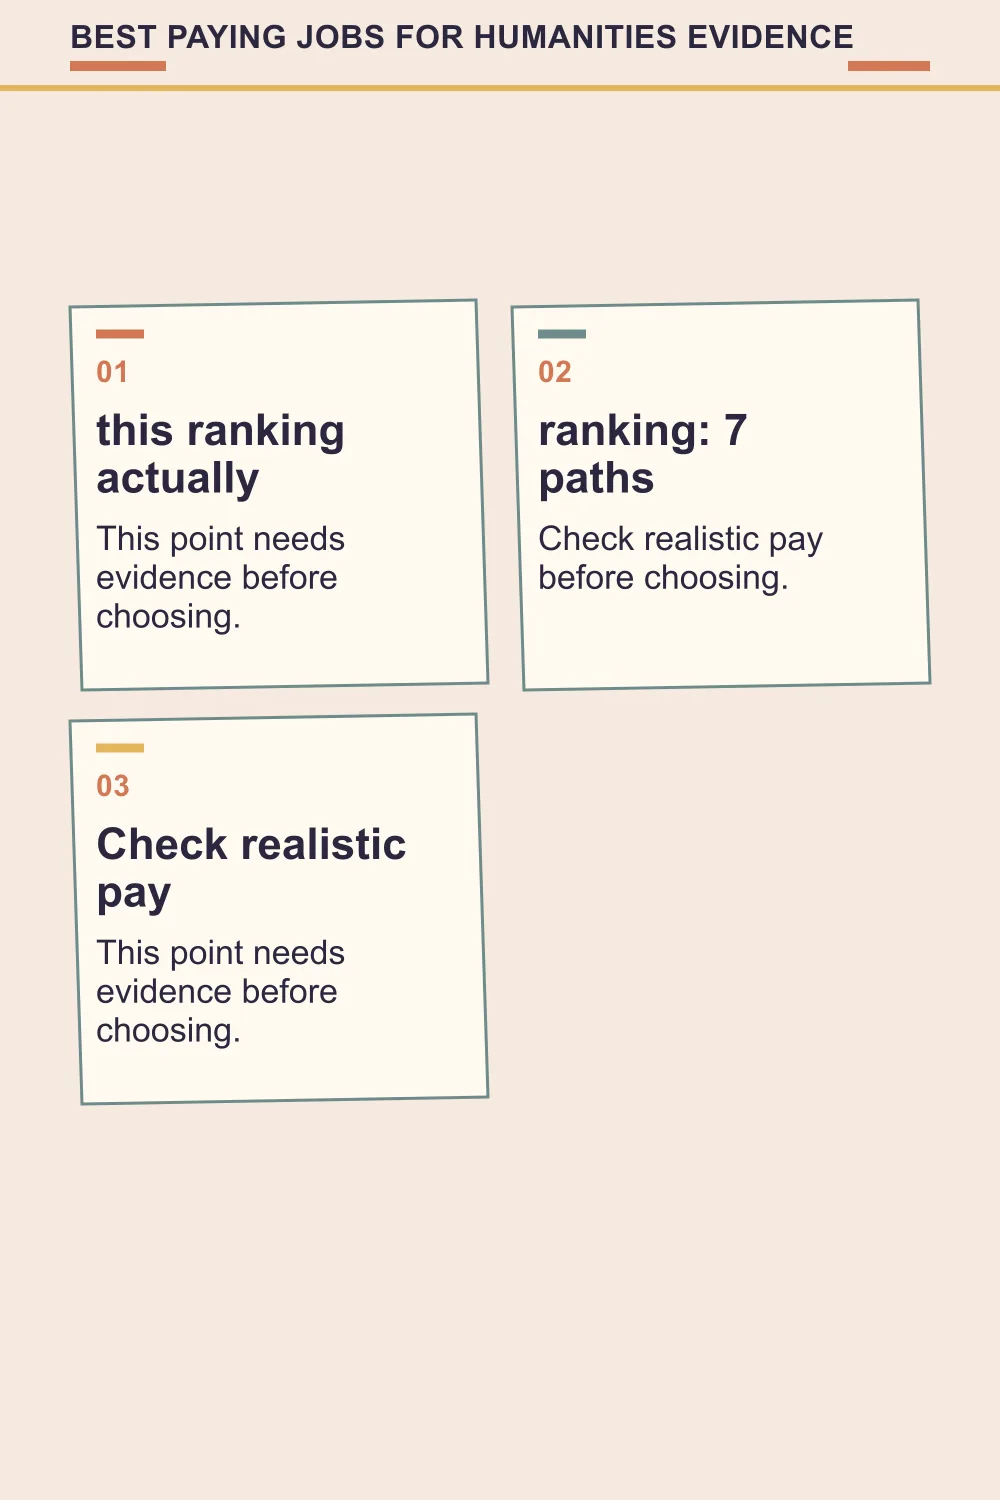 BEST PAYING JOBS FOR HUMANITIES EVIDENCE
01
this ranking
actually
This point needs
evidence before
choosing.
02
ranking: 7
paths
Check realistic pay
before choosing.
03
Check realistic
pay
This point needs
evidence before
choosing.